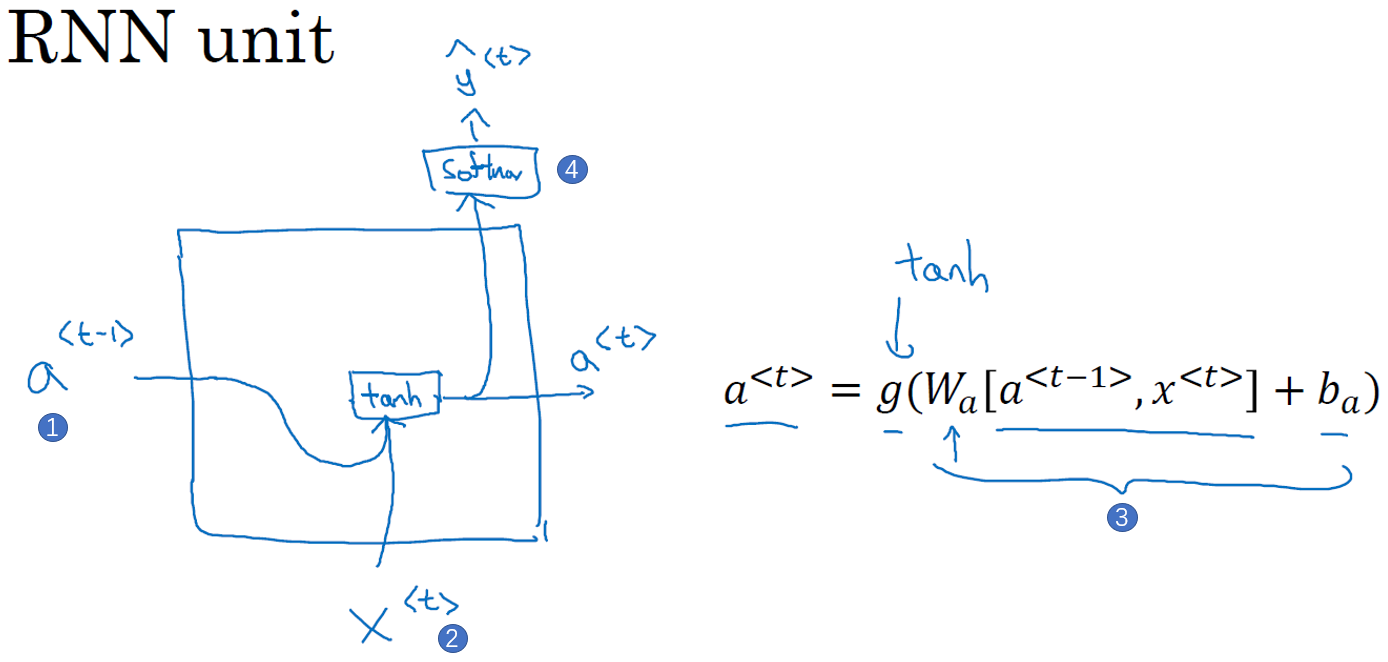 RNN unit
ŷ<t>
softmax
4
tanh
a<t-1>
a<t>
1
tanh
a<t> = g(Wa[a<t−1>, x<t>] + ba)
3
x<t>
2